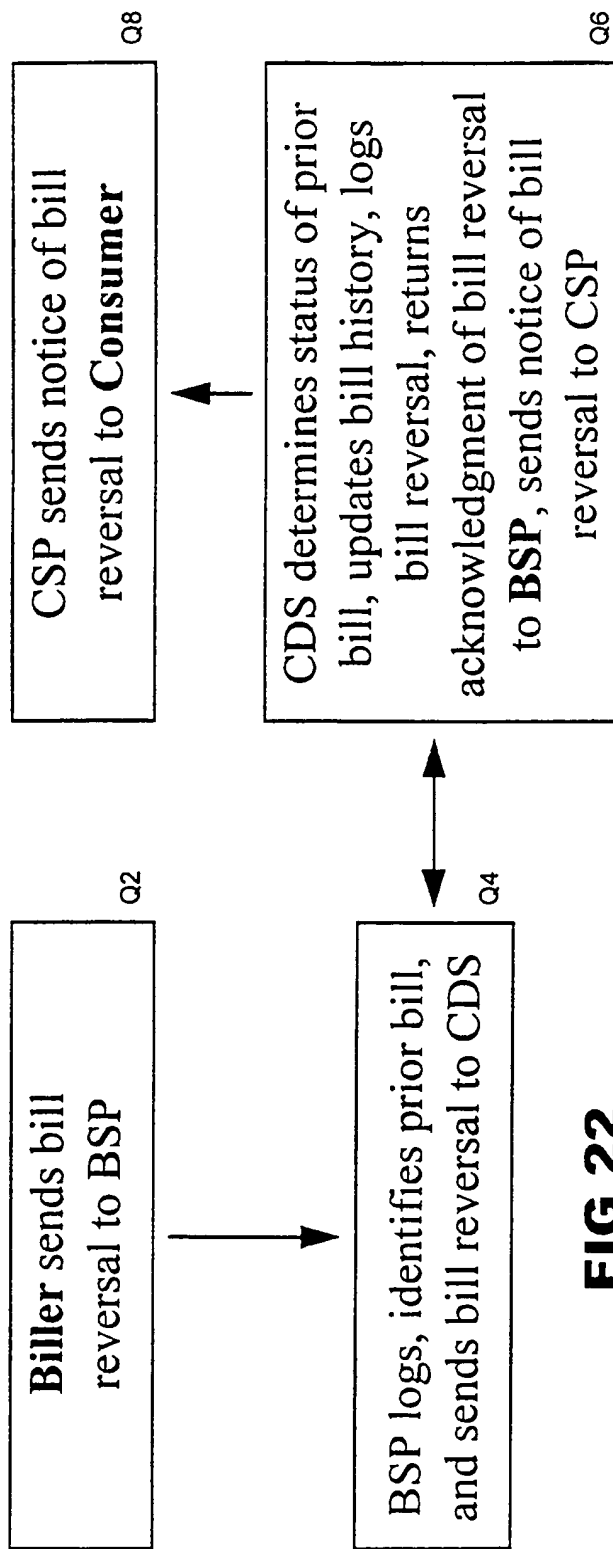 Biller sends bill
reversal to BSP
Q2
BSP logs, identifies prior bill,
and sends bill reversal to CDS
Q4
CDS determines status of prior
bill, updates bill history, logs
bill reversal, returns
acknowledgment of bill reversal
to BSP, sends notice of bill
reversal to CSP
Q6
CSP sends notice of bill
reversal to Consumer
Q8
FIG 22